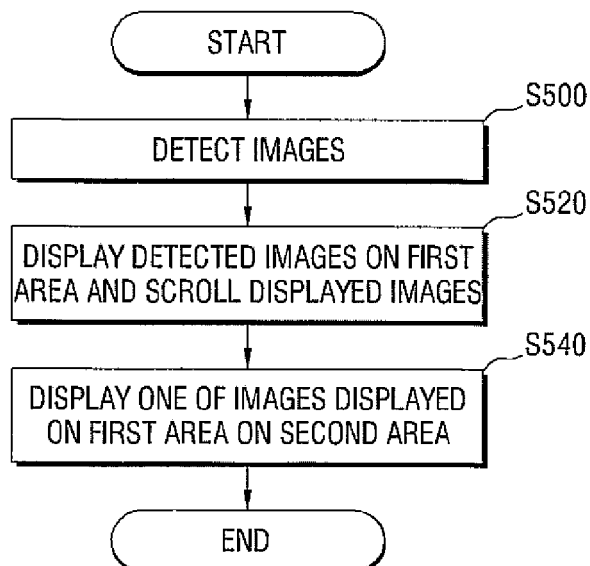 START
S500
DETECT IMAGES
S520
DISPLAY DETECTED IMAGES ON FIRST
AREA AND SCROLL DISPLAYED IMAGES
S540
DISPLAY ONE OF IMAGES DISPLAYED
ON FIRST AREA ON SECOND AREA
END